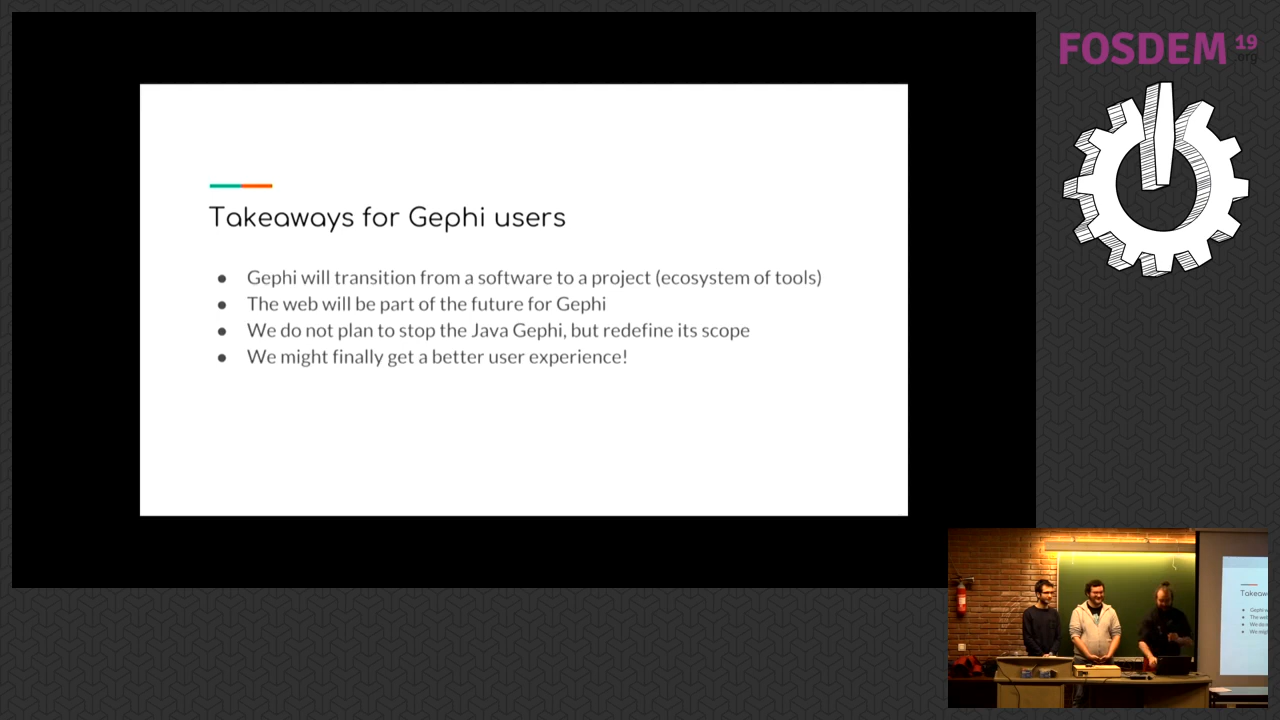 FOSDEM 19
.org
Takeaways for Gephi users
● Gephi will transition from a software to a project (ecosystem of tools)
● The web will be part of the future for Gephi
● We do not plan to stop the Java Gephi, but redefine its scope
● We might finally get a better user experience!